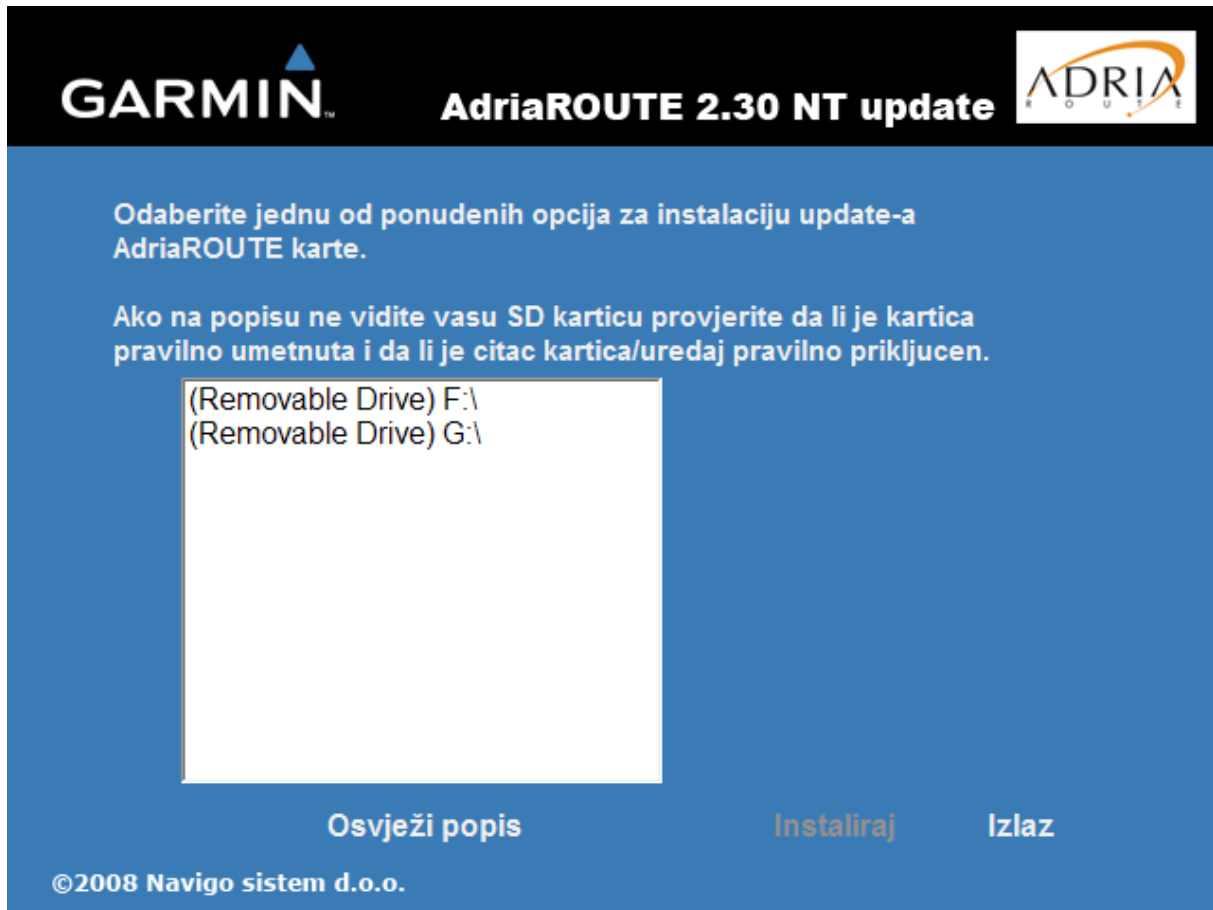 GARMIN™
AdriaROUTE 2.30 NT update
ADRIA
ROUTE
Odaberite jednu od ponudenih opcija za instalaciju update-a
AdriaROUTE karte.
Ako na popisu ne vidite vasu SD karticu provjerite da li je kartica
pravilno umetnuta i da li je citac kartica/uredaj pravilno prikljucen.
(Removable Drive) F:\
(Removable Drive) G:\
Osvježi popis
Instaliraj
Izlaz
©2008 Navigo sistem d.o.o.